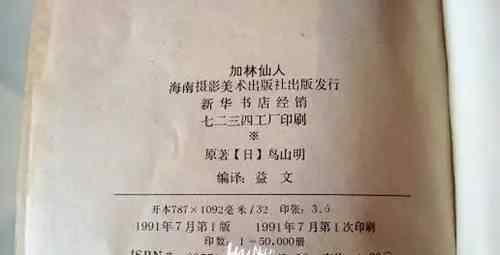 加林仙人
海南摄影美术出版社出版发行
新华书店经销
七二三四工厂印刷
※
原著【日】鸟山明
编译：益文
开本787×1092毫米/32 印张：3.5
1991年7月第1版 1991年7月第1次印刷
印数：1—50,000册